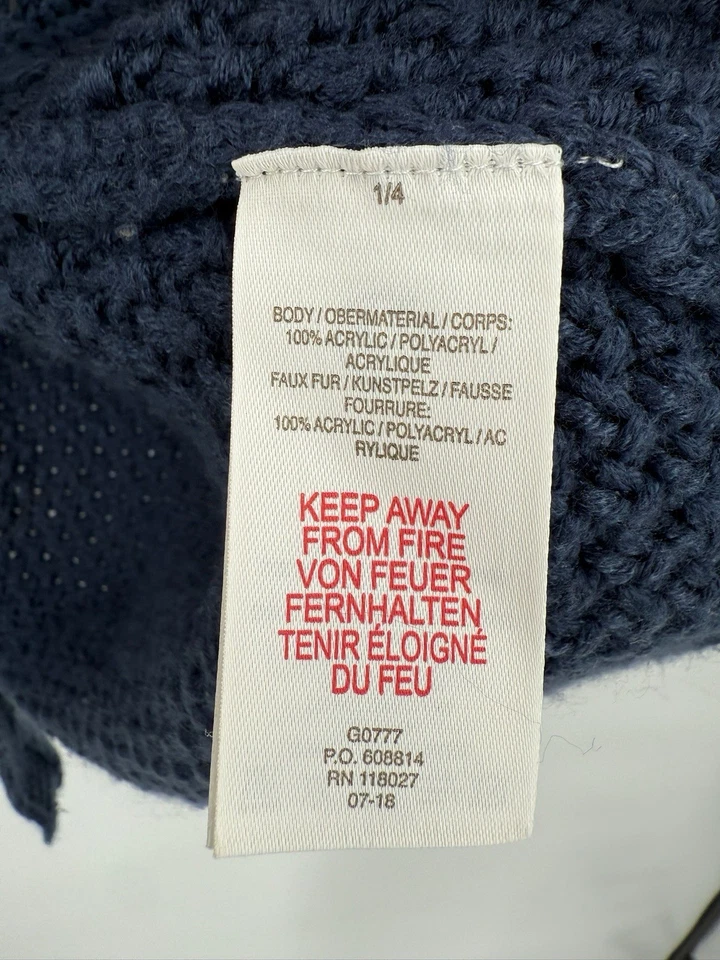 1/4
BODY / OBERMATERIAL / CORPS:
100% ACRYLIC / POLYACRYL /
ACRYLIQUE
FAUX FUR / KUNSTPELZ / FAUSSE
FOURRURE:
100% ACRYLIC / POLYACRYL / AC
RYLIQUE
KEEP AWAY
FROM FIRE
VON FEUER
FERNHALTEN
TENIR ÉLOIGNÉ
DU FEU
G0777
P.O. 608814
RN 118027
07-18